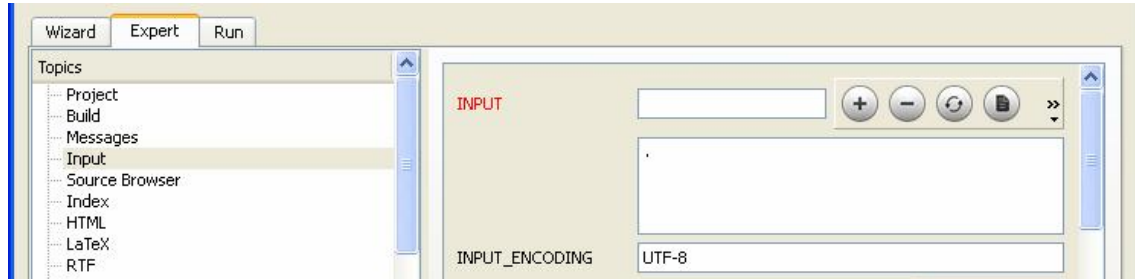 Wizard Expert Run
Topics
Project
Build
Messages
Input
Source Browser
Index
HTML
LaTeX
RTF
INPUT
.
INPUT_ENCODING UTF-8